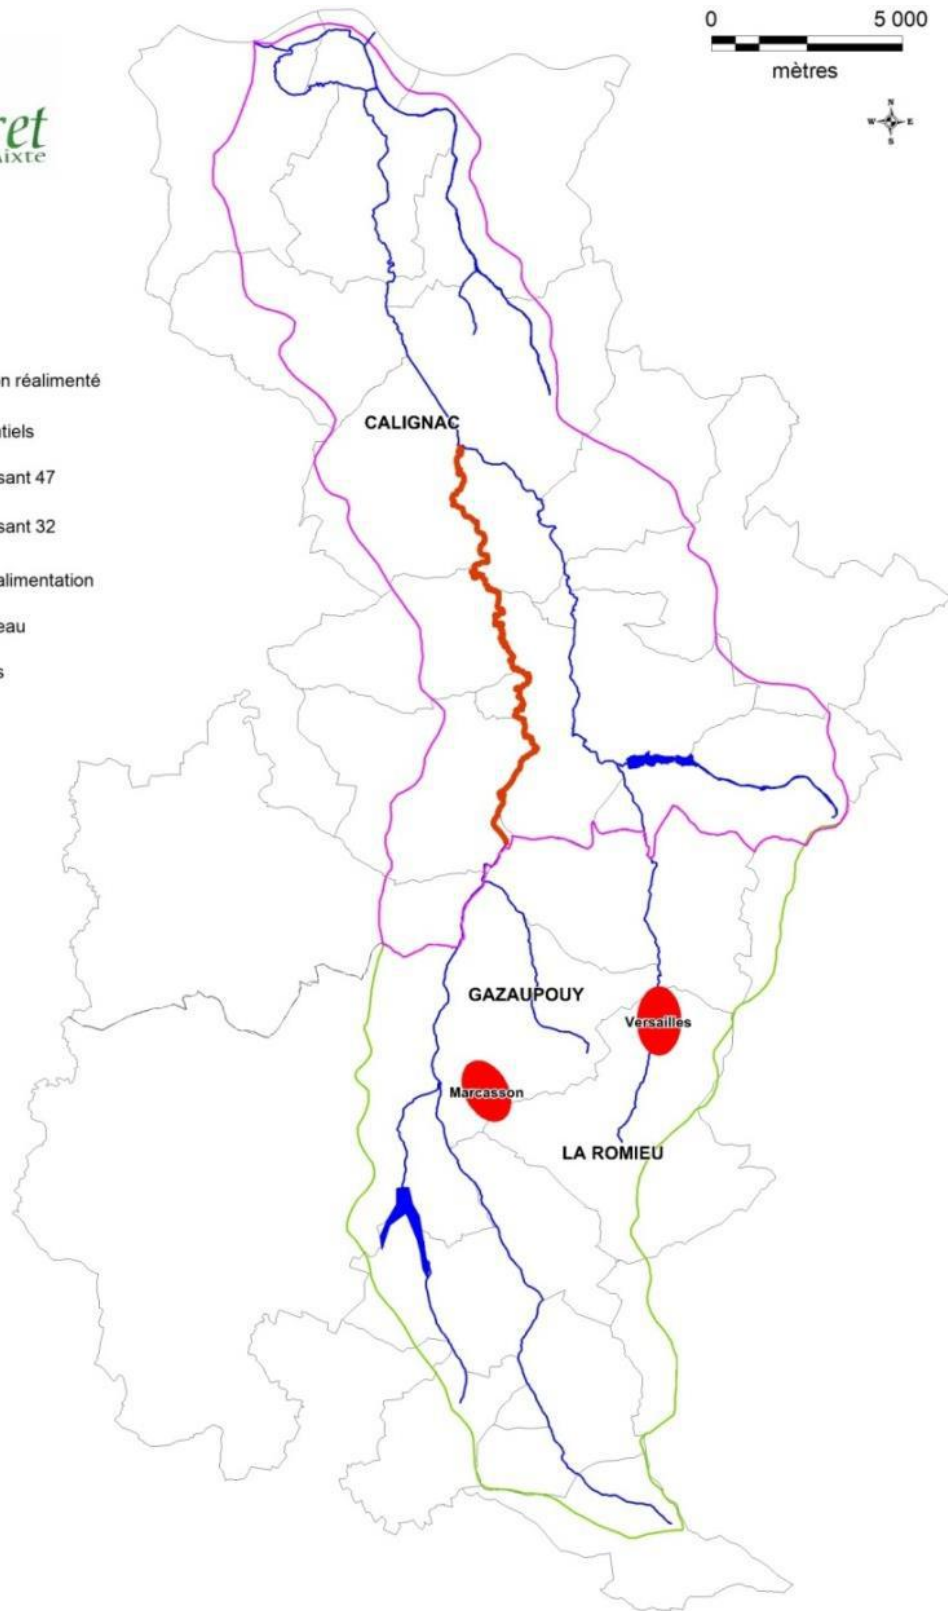 0 5 000
mètres
N
W E
S
ret
ixte
n réalimenté
tiels
sant 47
sant 32
alimentation
eau
s
CALIGNAC
GAZAUPOUY
Versailles
Marcasson
LA ROMIEU